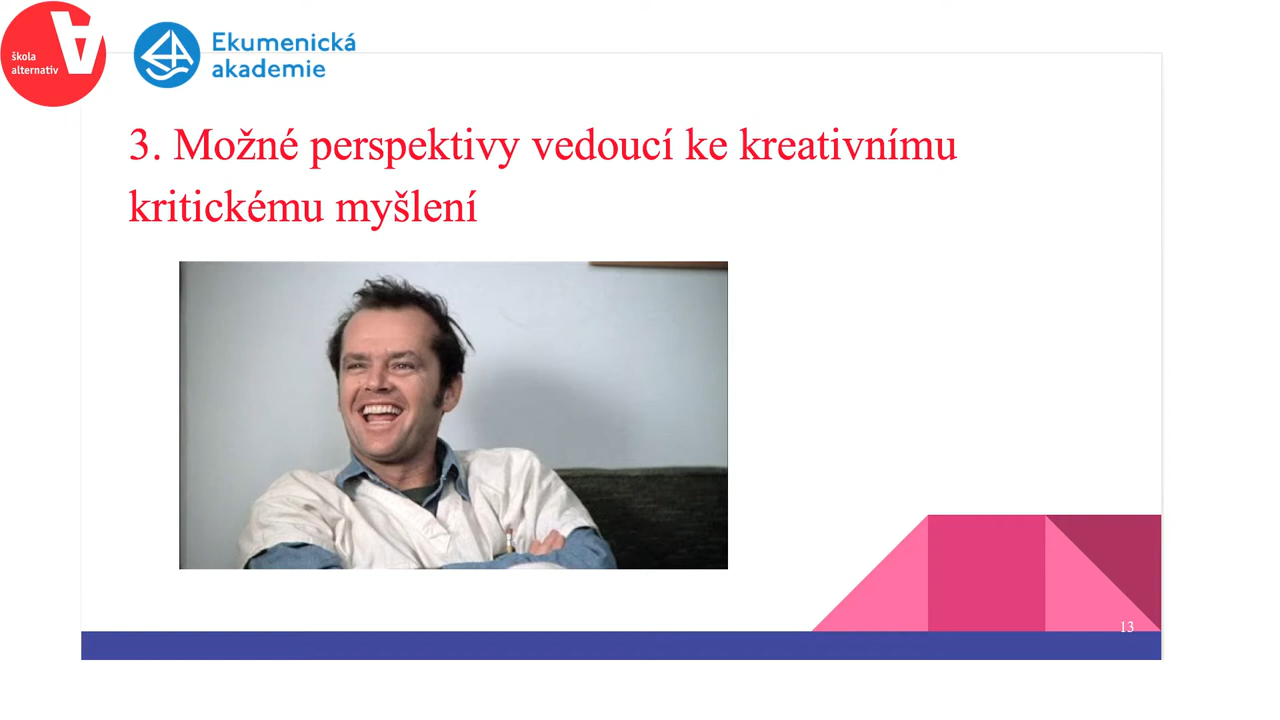 škola
alternativ
Ekumenická
akademie
3. Možné perspektivy vedoucí ke kreativnímu
kritickému myšlení
13